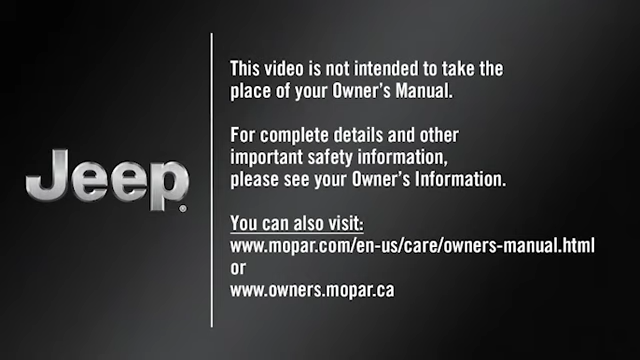 Jeep®
This video is not intended to take the
place of your Owner's Manual.
For complete details and other
important safety information,
please see your Owner's Information.
You can also visit:
www.mopar.com/en-us/care/owners-manual.html
or
www.owners.mopar.ca